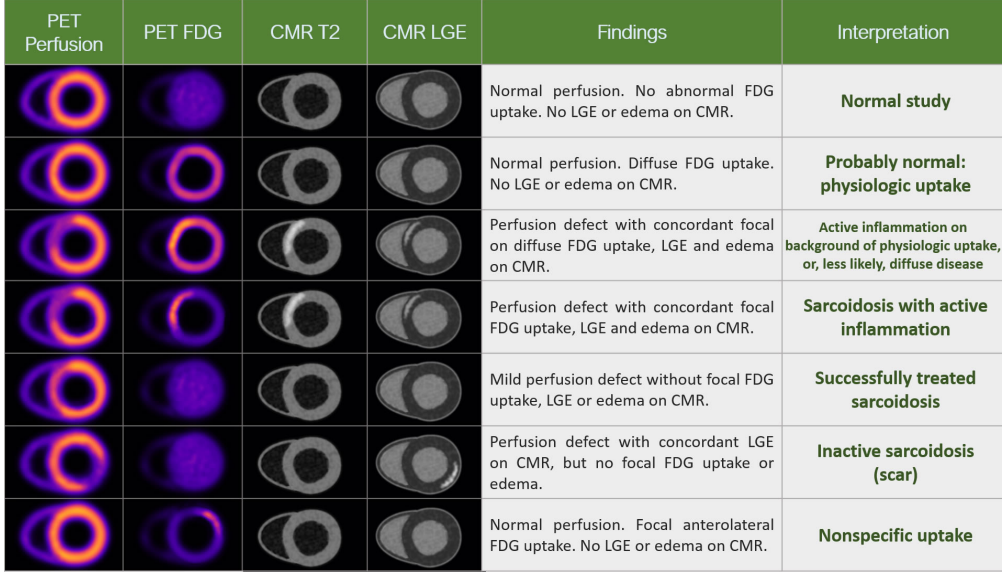 PET
Perfusion
PET FDG
CMR T2
CMR LGE
Findings
Interpretation
Normal perfusion. No abnormal FDG
uptake. No LGE or edema on CMR.
Normal study
Normal perfusion. Diffuse FDG uptake.
No LGE or edema on CMR.
Probably normal:
physiologic uptake
Perfusion defect with concordant focal
on diffuse FDG uptake, LGE and edema
on CMR.
Active inflammation on
background of physiologic uptake,
or, less likely, diffuse disease
Perfusion defect with concordant focal
FDG uptake, LGE and edema on CMR.
Sarcoidosis with active
inflammation
Mild perfusion defect without focal FDG
uptake, LGE or edema on CMR.
Successfully treated
sarcoidosis
Perfusion defect with concordant LGE
on CMR, but no focal FDG uptake or
edema.
Inactive sarcoidosis
(scar)
Normal perfusion. Focal anterolateral
FDG uptake. No LGE or edema on CMR.
Nonspecific uptake